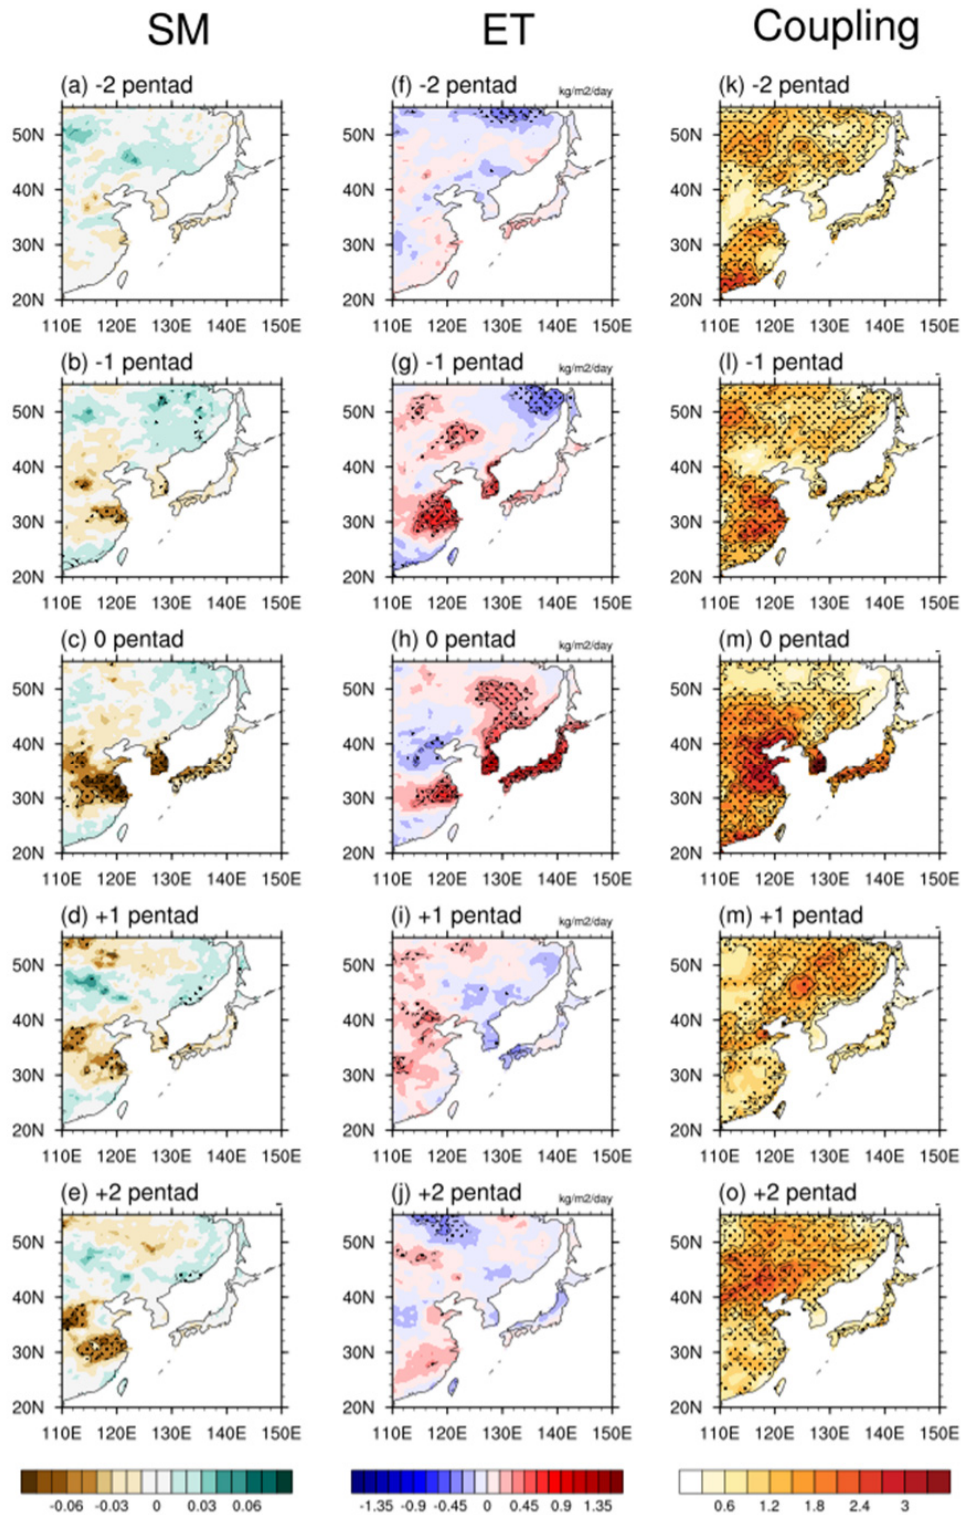 SM ET Coupling
(a) -2 pentad (f) -2 pentad kg/m2/day (k) -2 pentad
50N 50N 50N
40N 40N 40N
30N 30N 30N
20N 20N 20N
110E 120E 130E 140E 150E 110E 120E 130E 140E 150E 110E 120E 130E 140E 150E
(b) -1 pentad (g) -1 pentad kg/m2/day (l) -1 pentad
50N 50N 50N
40N 40N 40N
30N 30N 30N
20N 20N 20N
110E 120E 130E 140E 150E 110E 120E 130E 140E 150E 110E 120E 130E 140E 150E
(c) 0 pentad (h) 0 pentad kg/m2/day (m) 0 pentad
50N 50N 50N
40N 40N 40N
30N 30N 30N
20N 20N 20N
110E 120E 130E 140E 150E 110E 120E 130E 140E 150E 110E 120E 130E 140E 150E
(d) +1 pentad (i) +1 pentad kg/m2/day (m) +1 pentad
50N 50N 50N
40N 40N 40N
30N 30N 30N
20N 20N 20N
110E 120E 130E 140E 150E 110E 120E 130E 140E 150E 110E 120E 130E 140E 150E
(e) +2 pentad (j) +2 pentad kg/m2/day (o) +2 pentad
50N 50N 50N
40N 40N 40N
30N 30N 30N
20N 20N 20N
110E 120E 130E 140E 150E 110E 120E 130E 140E 150E 110E 120E 130E 140E 150E
-0.06 -0.03 0 0.03 0.06 -1.35 -0.9 -0.45 0 0.45 0.9 1.35 0.6 1.2 1.8 2.4 3